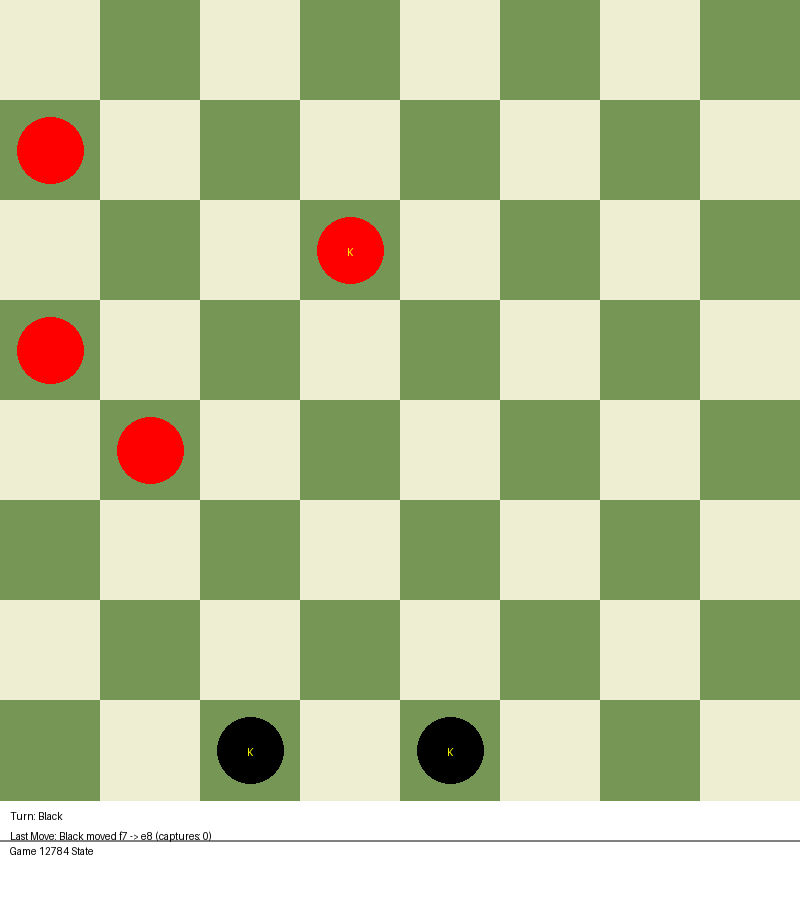 K
K K
Turn: Black
Last Move: Black moved f7 -> e8 (captures: 0)
Game 12784 State